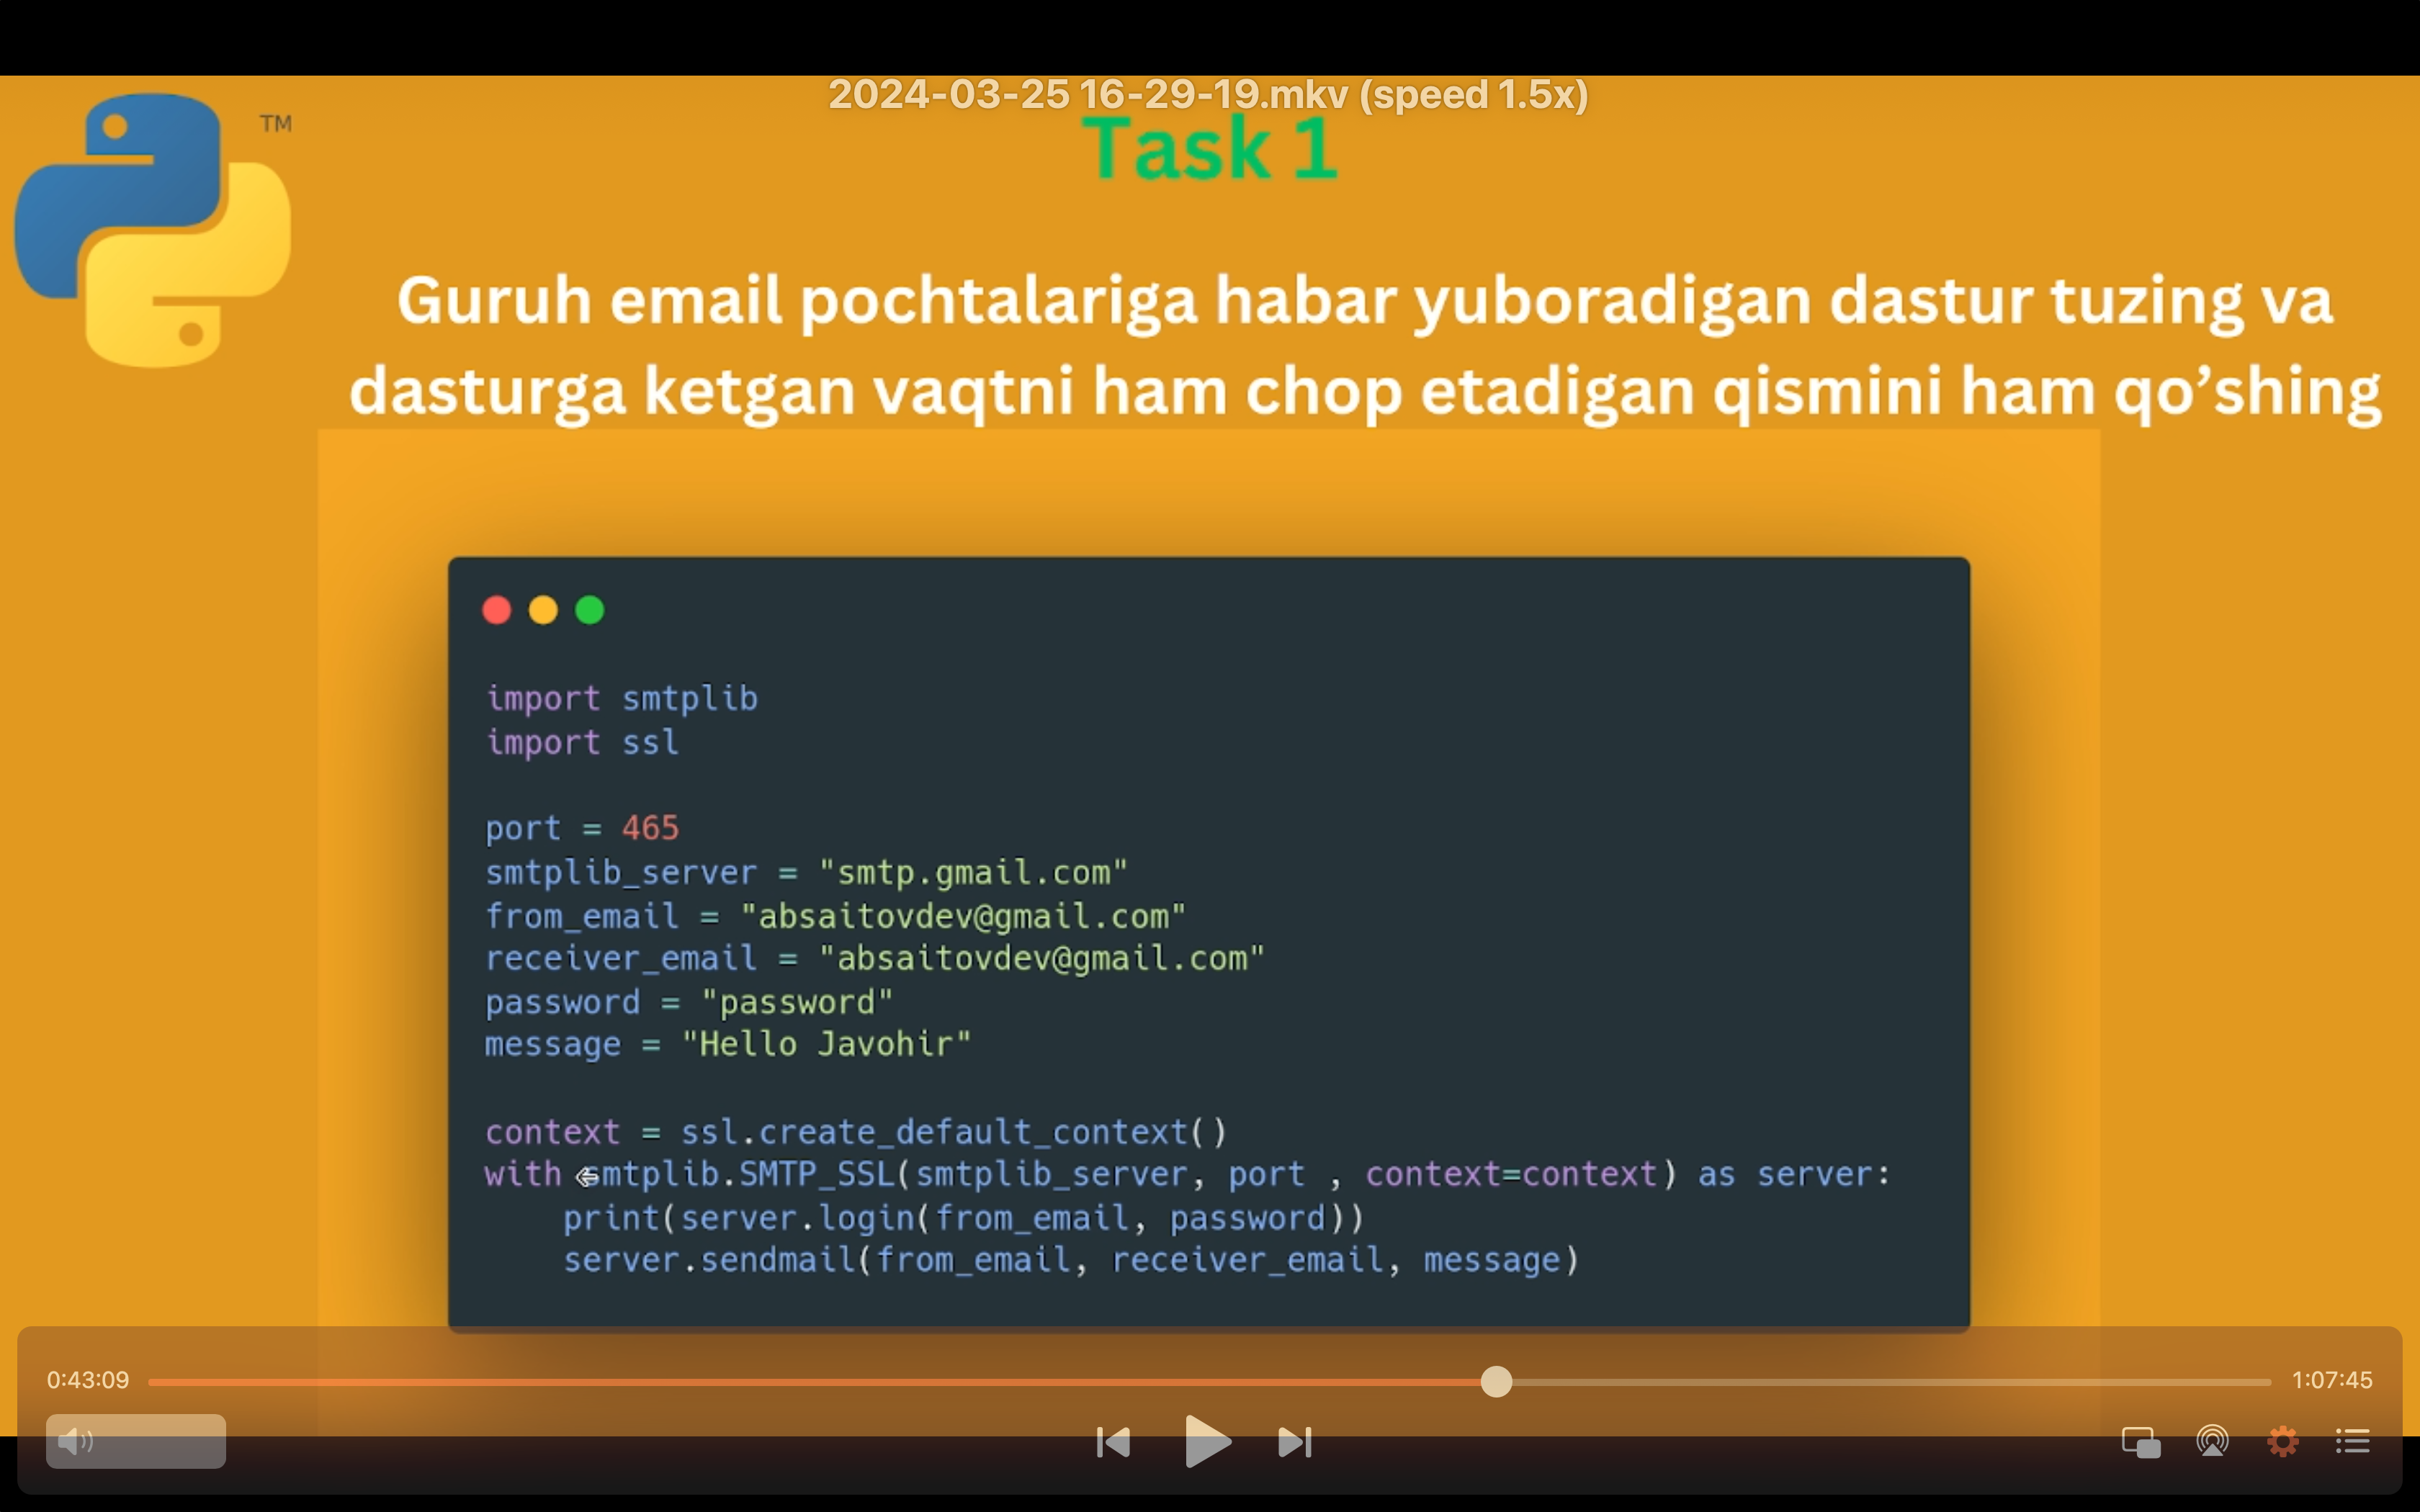 2024-03-25 16-29-19.mkv (speed 1.5x)
TM
Task 1
Guruh email pochtalariga habar yuboradigan dastur tuzing va
dasturga ketgan vaqtni ham chop etadigan qismini ham qo’shing
import smtplib
import ssl
port = 465
smtplib_server = "smtp.gmail.com"
from_email = "absaitovdev@gmail.com"
receiver_email = "absaitovdev@gmail.com"
password = "password"
message = "Hello Javohir"
context = ssl.create_default_context()
with smtplib.SMTP_SSL(smtplib_server, port , context=context) as server:
    print(server.login(from_email, password))
    server.sendmail(from_email, receiver_email, message)
0:43:09
1:07:45